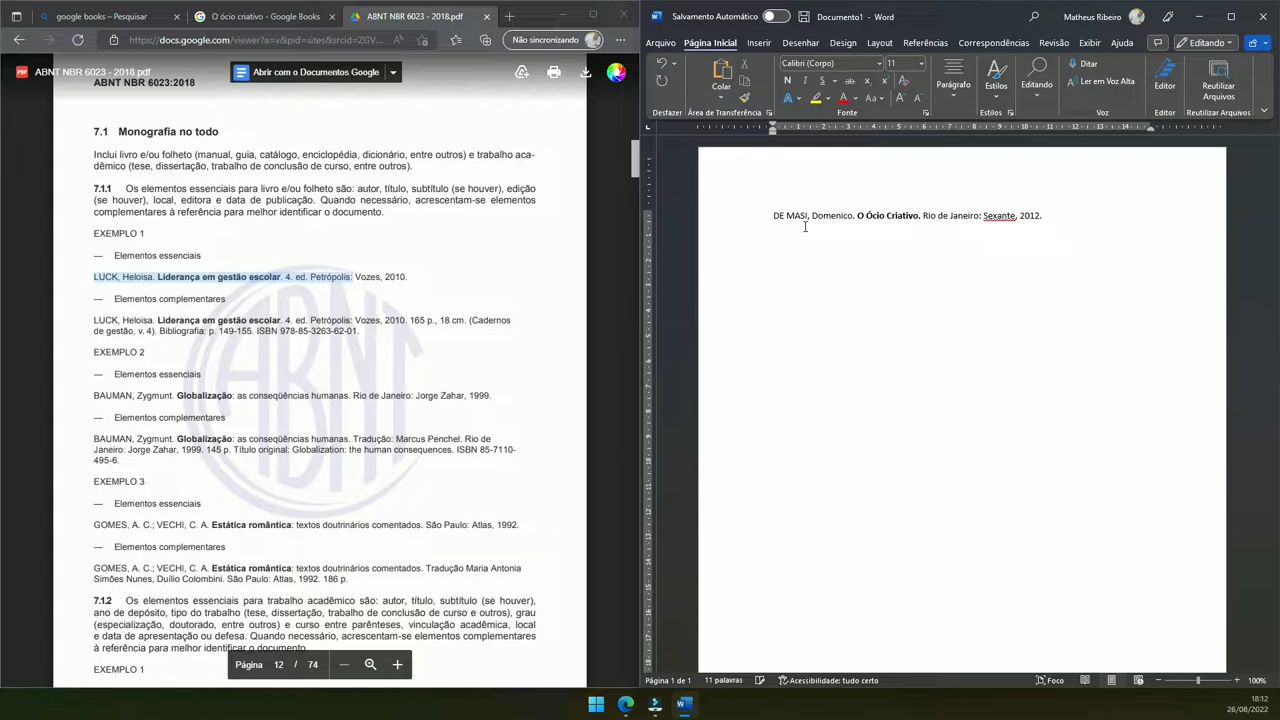 google books – Pesquisar
O ócio criativo - Google Books
ABNT NBR 6023 - 2018.pdf
https://docs.google.com/viewer?a=v&pid=sites&srcid=ZGV...
Não sincronizando
ABNT NBR 6023 - 2018.pdf
Abrir com o Documentos Google
ABNT NBR 6023:2018
7.1 Monografia no todo
Inclui livro e/ou folheto (manual, guia, catálogo, enciclopédia, dicionário, entre outros) e trabalho aca-
dêmico (tese, dissertação, trabalho de conclusão de curso, entre outros).
7.1.1 Os elementos essenciais para livro e/ou folheto são: autor, título, subtítulo (se houver), edição
(se houver), local, editora e data de publicação. Quando necessário, acrescentam-se elementos
complementares à referência para melhor identificar o documento.
EXEMPLO 1
— Elementos essenciais
LUCK, Heloisa. Liderança em gestão escolar. 4. ed. Petrópolis: Vozes, 2010.
— Elementos complementares
LUCK, Heloisa. Liderança em gestão escolar. 4. ed. Petrópolis: Vozes, 2010. 165 p., 18 cm. (Cadernos
de gestão, v. 4). Bibliografia: p. 149-155. ISBN 978-85-3263-62-01.
EXEMPLO 2
— Elementos essenciais
BAUMAN, Zygmunt. Globalização: as conseqüências humanas. Rio de Janeiro: Jorge Zahar, 1999.
— Elementos complementares
BAUMAN, Zygmunt. Globalização: as conseqüências humanas. Tradução: Marcus Penchel. Rio de
Janeiro: Jorge Zahar, 1999. 145 p. Título original: Globalization: the human consequences. ISBN 85-7110-
495-6.
EXEMPLO 3
— Elementos essenciais
GOMES, A. C.; VECHI, C. A. Estática romântica: textos doutrinários comentados. São Paulo: Atlas, 1992.
— Elementos complementares
GOMES, A. C.; VECHI, C. A. Estática romântica: textos doutrinários comentados. Tradução Maria Antonia
Simões Nunes, Duílio Colombini. São Paulo: Atlas, 1992. 186 p.
7.1.2 Os elementos essenciais para trabalho acadêmico são: autor, título, subtítulo (se houver),
ano de depósito, tipo do trabalho (tese, dissertação, trabalho de conclusão de curso e outros), grau
(especialização, doutorado, entre outros) e curso entre parênteses, vinculação acadêmica, local
e data de apresentação ou defesa. Quando necessário, acrescentam-se elementos complementares
à referência para melhor identificar o documento.
EXEMPLO 1
ABNT
Página 12 / 74
Salvamento Automático
Documento1 - Word
Matheus Ribeiro
Arquivo Página Inicial Inserir Desenhar Design Layout Referências Correspondências Revisão Exibir Ajuda
Editando
Calibri (Corpo) 11
Colar
Parágrafo
Estilos
Editando
Ditar
Ler em Voz Alta
Editor
Reutilizar
Arquivos
Desfazer
Área de Transferência
Fonte
Estilos
Voz
Editor
Reutilizar Arquivos
1 2 3 4 5 6 7 8 9 10 11 12 13 14
DE MASI, Domenico. O Ócio Criativo. Rio de Janeiro: Sexante, 2012.
Página 1 de 1
11 palavras
Acessibilidade: tudo certo
Foco
100%
18:12
26/08/2022